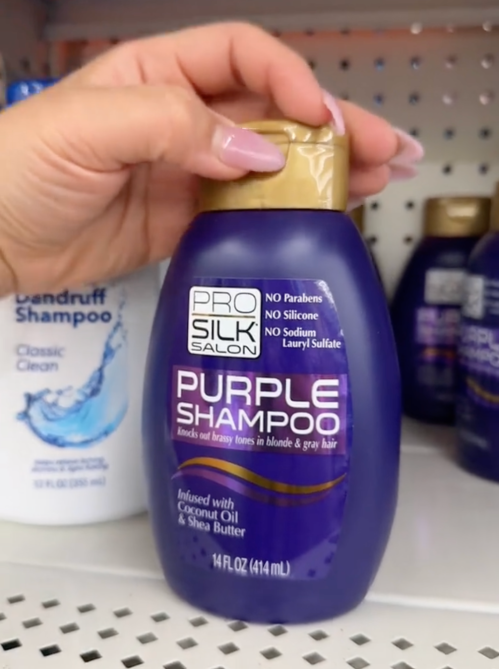 PRO
SILK
SALON
NO Parabens
NO Silicone
NO Sodium
Lauryl Sulfate
PURPLE
SHAMPOO
Knocks out brassy tones in blonde & gray hair
Infused with
Coconut Oil
& Shea Butter
14 FL OZ (414 mL)
Dandruff
Shampoo
Classic
Clean